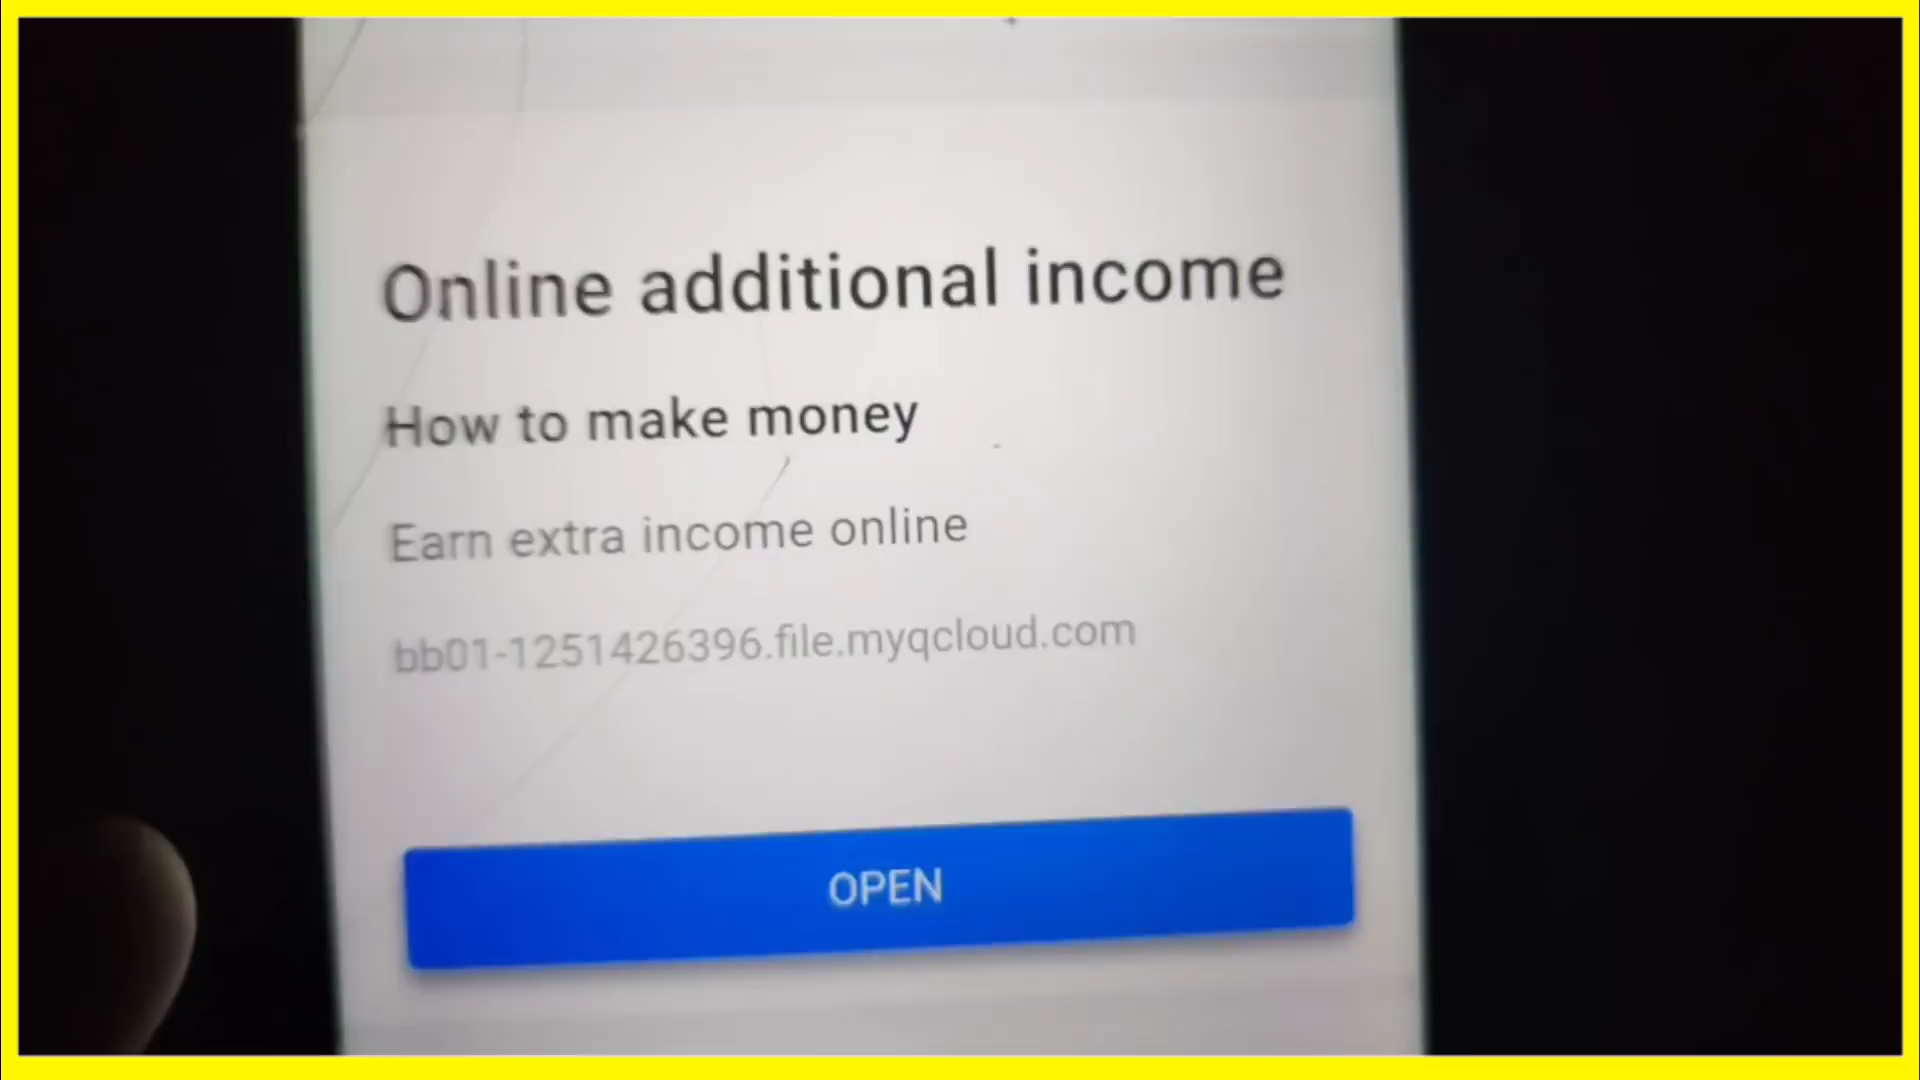 Online additional income
How to make money
Earn extra income online
bb01-1251426396.file.myqcloud.com
OPEN